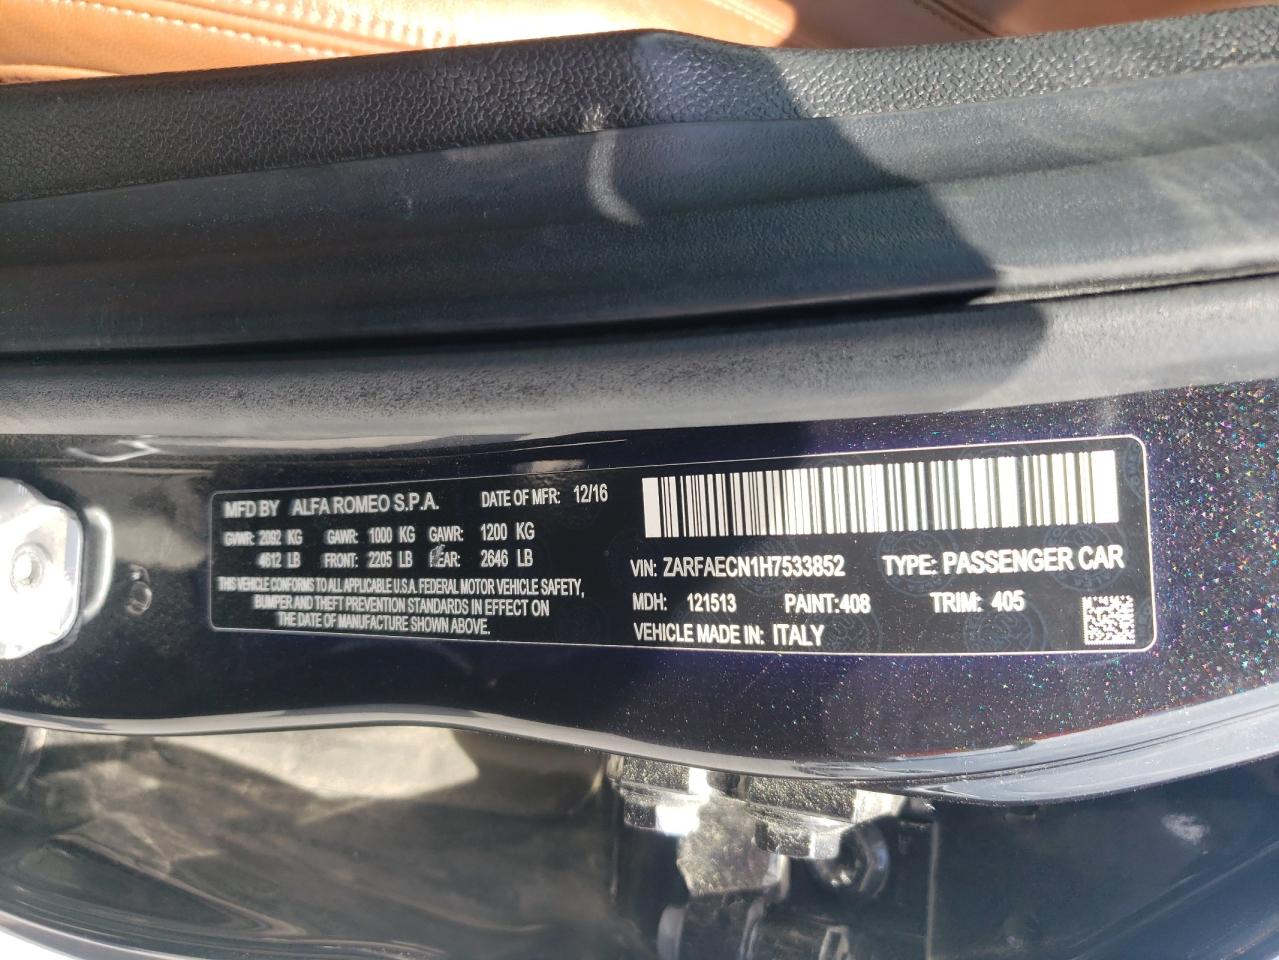 MFD BY ALFA ROMEO S.P.A. DATE OF MFR: 12/16
GVWR: 2092 KG GAWR: 1000 KG GAWR: 1200 KG
4612 LB FRONT: 2205 LB REAR: 2646 LB
THIS VEHICLE CONFORMS TO ALL APPLICABLE U.S.A. FEDERAL MOTOR VEHICLE SAFETY,
BUMPER AND THEFT PREVENTION STANDARDS IN EFFECT ON
THE DATE OF MANUFACTURE SHOWN ABOVE.
VIN: ZARFAECN1H7533852 TYPE: PASSENGER CAR
MDH: 121513 PAINT: 408 TRIM: 405
VEHICLE MADE IN: ITALY